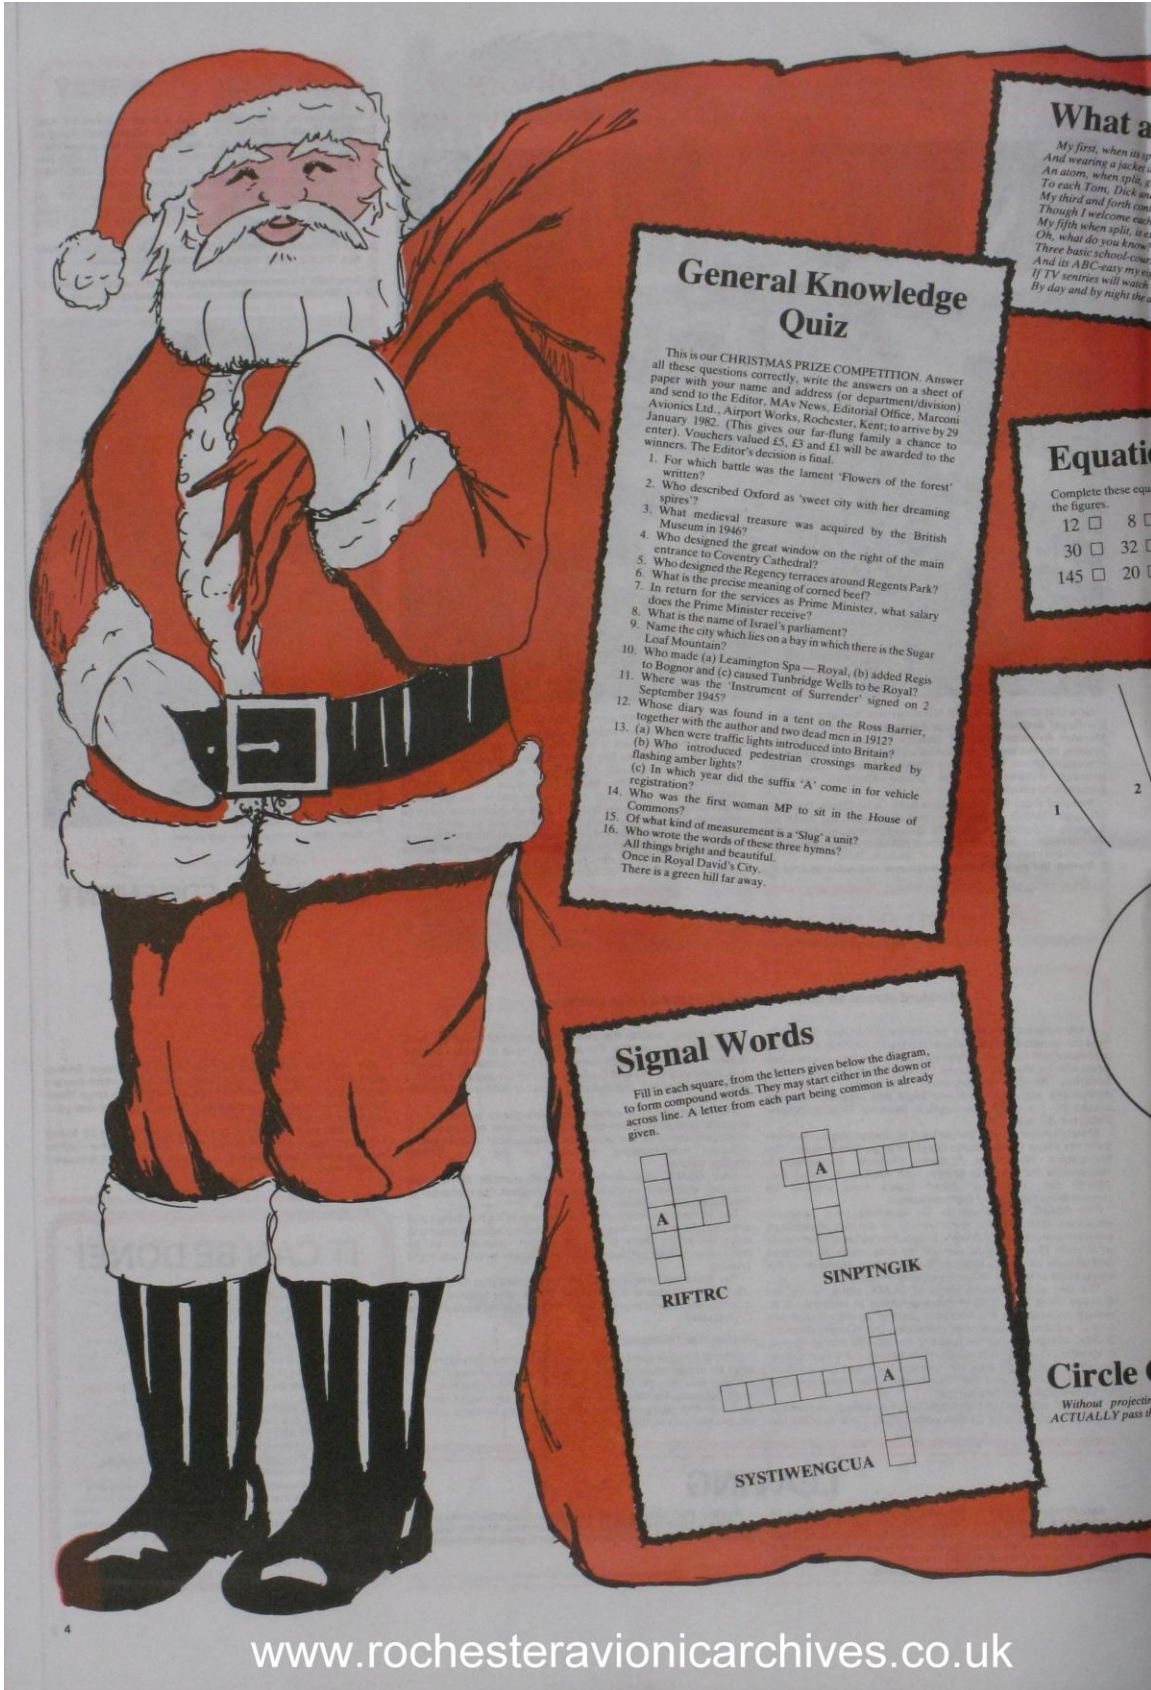 General Knowledge
Quiz
This is our CHRISTMAS PRIZE COMPETITION. Answer
all these questions correctly, write the answers on a sheet of
paper with your name and address (or department/division)
and send to the Editor, MAv News, Editorial Office, Marconi
Avionics Ltd., Airport Works, Rochester, Kent; to arrive by 29
January 1982. (This gives our far-flung family a chance to
enter). Vouchers valued £5, £3 and £1 will be awarded to the
winners. The Editor's decision is final.
1. For which battle was the lament 'Flowers of the forest'
written?
2. Who described Oxford as 'sweet city with her dreaming
spires'?
3. What medieval treasure was acquired by the British
Museum in 1946?
4. Who designed the great window on the right of the main
entrance to Coventry Cathedral?
5. Who designed the Regency terraces around Regents Park?
6. What is the precise meaning of corned beef?
7. In return for the services as Prime Minister, what salary
does the Prime Minister receive?
8. What is the name of Israel's parliament?
9. Name the city which lies on a bay in which there is the Sugar
Loaf Mountain?
10. Who made (a) Leamington Spa — Royal, (b) added Regis
to Bognor and (c) caused Tunbridge Wells to be Royal?
11. Where was the 'Instrument of Surrender' signed on 2
September 1945?
12. Whose diary was found in a tent on the Ross Barrier,
together with the author and two dead men in 1912?
13. (a) When were traffic lights introduced into Britain?
(b) Who introduced pedestrian crossings marked by
flashing amber lights?
(c) In which year did the suffix 'A' come in for vehicle
registration?
14. Who was the first woman MP to sit in the House of
Commons?
15. Of what kind of measurement is a 'Slug' a unit?
16. Who wrote the words of these three hymns?
All things bright and beautiful.
Once in Royal David's City.
There is a green hill far away.
What a
My first, when its sp
And wearing a jacket
An atom, when split, g
To each Tom, Dick an
My third and forth con
Though I welcome each
My fifth when split, is
Oh, what do you know?
Three basic school-cour
And its ABC-easy my
If TV sentries will watch
By day and by night the
Equati
Complete these equ
the figures.
12 □ 8 □
30 □ 32 □
145 □ 20 □
1
2
Signal Words
Fill in each square, from the letters given below the diagram,
to form compound words. They may start either in the down or
across line. A letter from each part being common is already
given.
A
A
RIFTRC
SINPTNGIK
A
SYSTIWENGCUA
Circle
Without projectin
ACTUALLY pass th
IT CAN BE DONE!
LEAVING
4
www.rochesteravionicarchives.co.uk